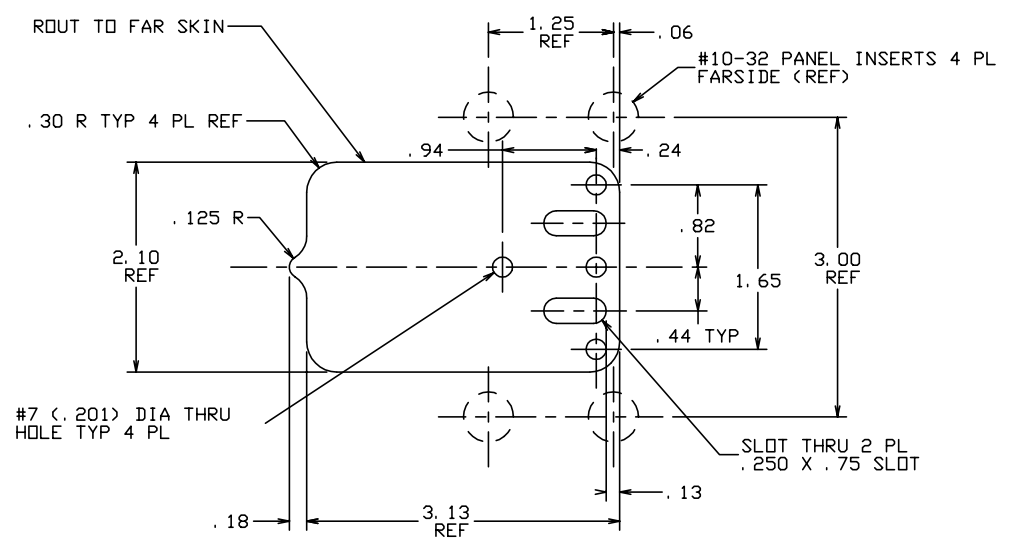 ROUT TO FAR SKIN
1.25
REF
.06
#10-32 PANEL INSERTS 4 PL
FARSIDE (REF)
.30 R TYP 4 PL REF
.94
.24
.125 R
.82
2.10
REF
3.00
REF
1.65
.44 TYP
#7 (.201) DIA THRU
HOLE TYP 4 PL
SLOT THRU 2 PL
.250 X .75 SLOT
.13
.18
3.13
REF